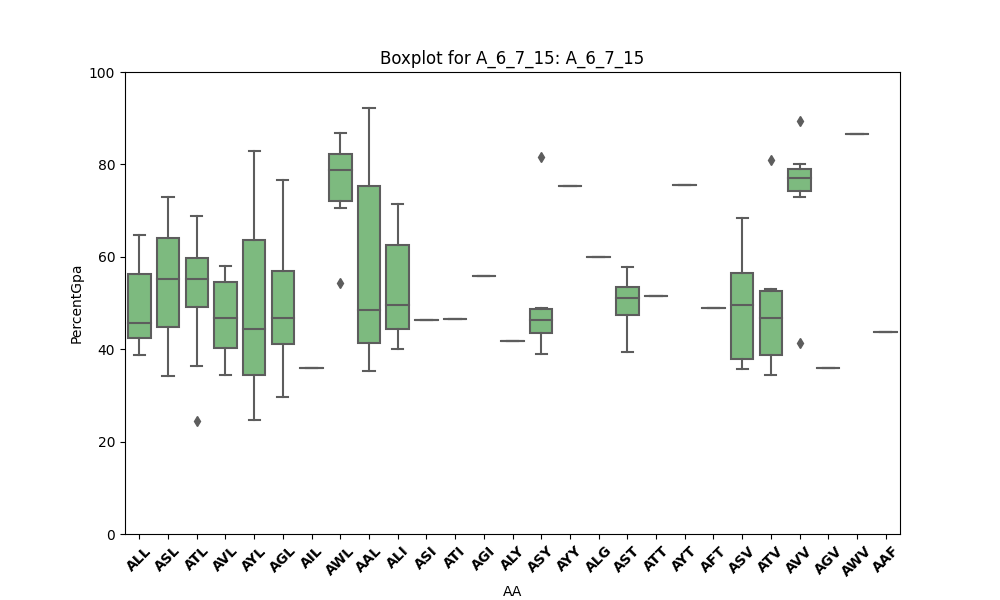 Boxplot for A_6_7_15: A_6_7_15
100
80
60
40
20
0
PercentGpa
ALL ASL ATL AVL AYL AGL AIL AWL AAL ALI ASI ATI AGI ALY ASY AYY ALG AST ATT AYT AFT ASV ATV AVV AGV AWV AAF
AA